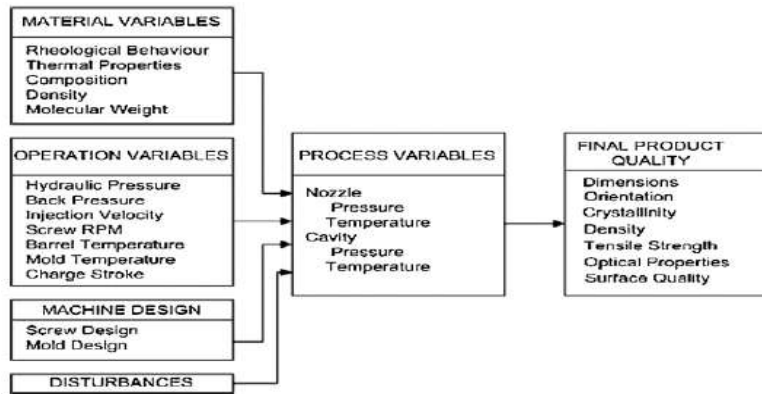 MATERIAL VARIABLES
Rheological Behaviour
Thermal Properties
Composition
Density
Molecular Weight
OPERATION VARIABLES
Hydraulic Pressure
Back Pressure
Injection Velocity
Screw RPM
Barrel Temperature
Mold Temperature
Charge Stroke
MACHINE DESIGN
Screw Design
Mold Design
DISTURBANCES
PROCESS VARIABLES
Nozzle
Pressure
Temperature
Cavity
Pressure
Temperature
FINAL PRODUCT
QUALITY
Dimensions
Orientation
Crystallinity
Density
Tensile Strength
Optical Properties
Surface Quality